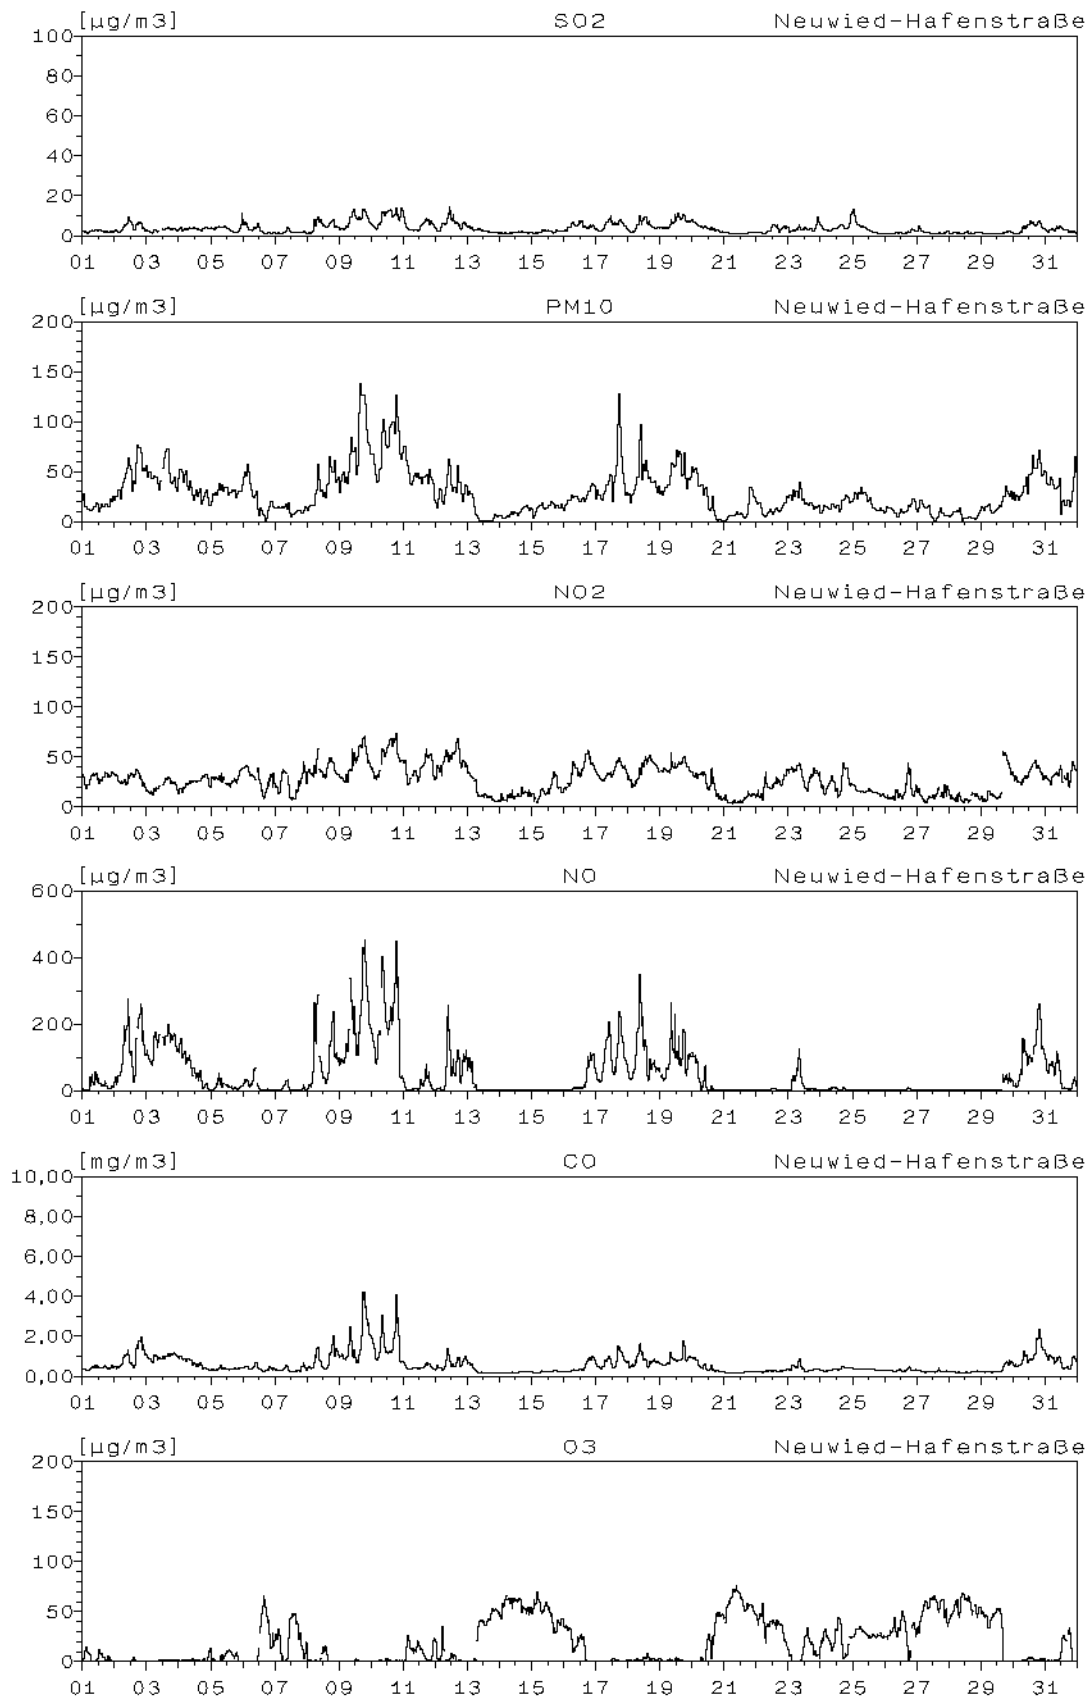 [µg/m3] SO2 Neuwied-Hafenstraße
100
80
60
40
20
0
01 03 05 07 09 11 13 15 17 19 21 23 25 27 29 31
[µg/m3] PM10 Neuwied-Hafenstraße
200
150
100
50
0
01 03 05 07 09 11 13 15 17 19 21 23 25 27 29 31
[µg/m3] NO2 Neuwied-Hafenstraße
200
150
100
50
0
01 03 05 07 09 11 13 15 17 19 21 23 25 27 29 31
[µg/m3] NO Neuwied-Hafenstraße
600
400
200
0
01 03 05 07 09 11 13 15 17 19 21 23 25 27 29 31
[mg/m3] CO Neuwied-Hafenstraße
10,00
8,00
6,00
4,00
2,00
0,00
01 03 05 07 09 11 13 15 17 19 21 23 25 27 29 31
[µg/m3] O3 Neuwied-Hafenstraße
200
150
100
50
0
01 03 05 07 09 11 13 15 17 19 21 23 25 27 29 31